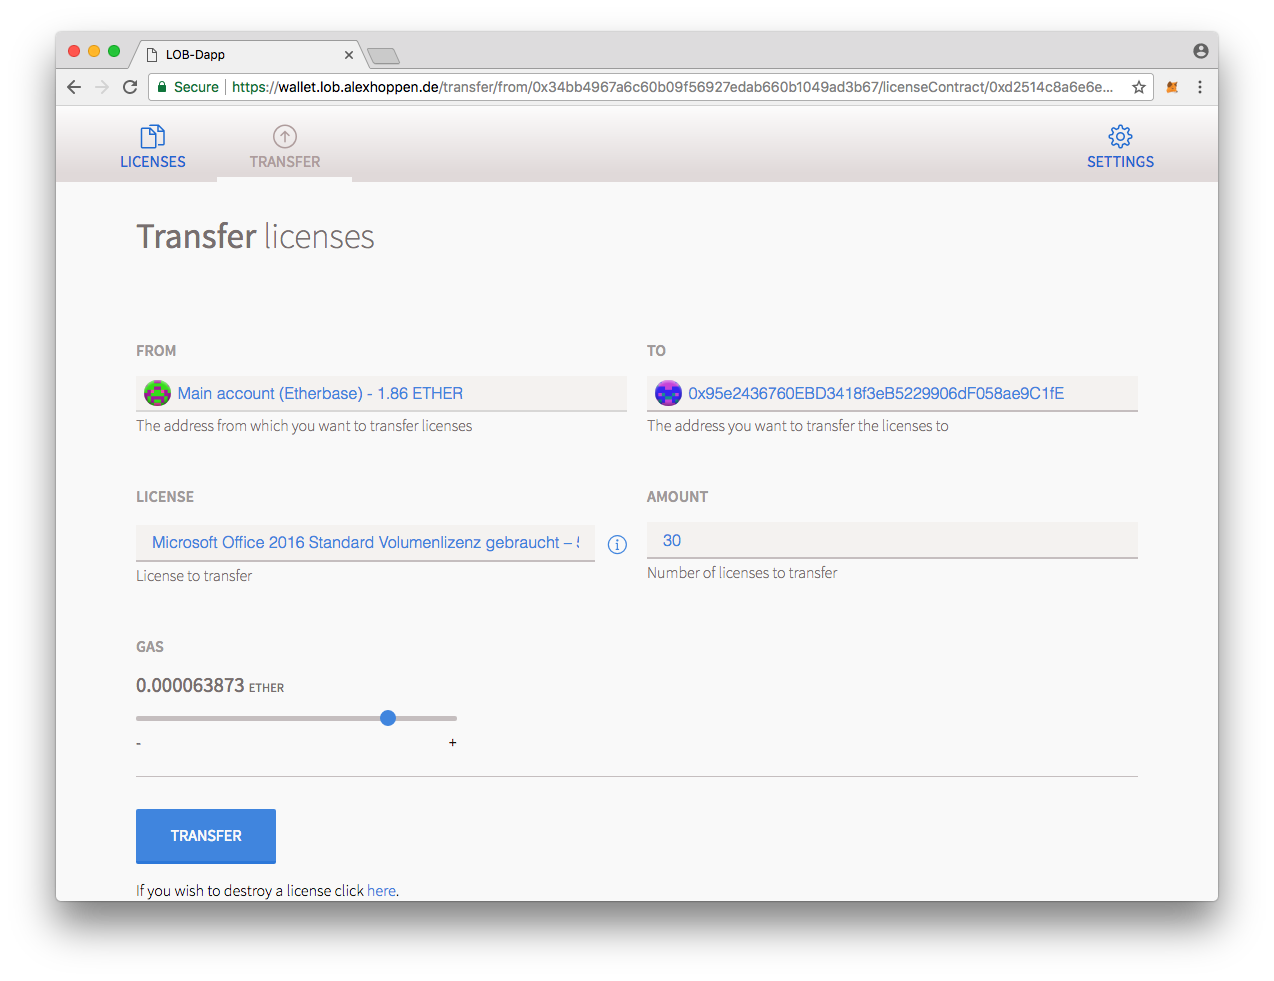 LOB-Dapp
Secure https://wallet.lob.alexhoppen.de/transfer/from/0x34bb4967a6c60b09f56927edab660b1049ad3b67/licenseContract/0xd2514c8a6e6e...
LICENSES TRANSFER SETTINGS
Transfer licenses
FROM TO
Main account (Etherbase) - 1.86 ETHER 0x95e2436760EBD3418f3eB5229906dF058ae9C1fE
The address from which you want to transfer licenses The address you want to transfer the licenses to
LICENSE AMOUNT
Microsoft Office 2016 Standard Volumenlizenz gebraucht – 30
License to transfer Number of licenses to transfer
GAS
0.000063873 ETHER
- +
TRANSFER
If you wish to destroy a license click here.